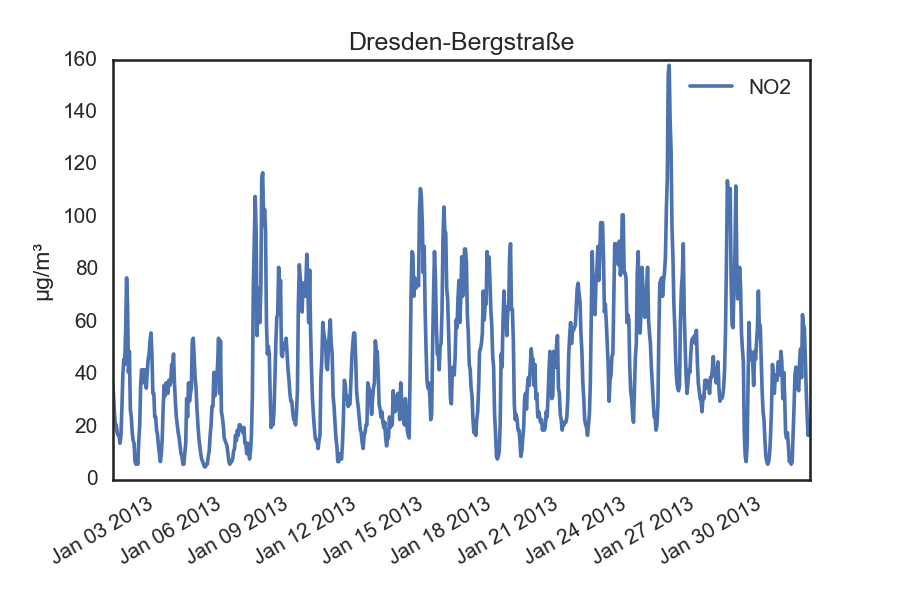 Dresden-Bergstraße
160
140
120
100
80
60
40
20
0
µg/m³
NO2
Jan 03 2013
Jan 06 2013
Jan 09 2013
Jan 12 2013
Jan 15 2013
Jan 18 2013
Jan 21 2013
Jan 24 2013
Jan 27 2013
Jan 30 2013